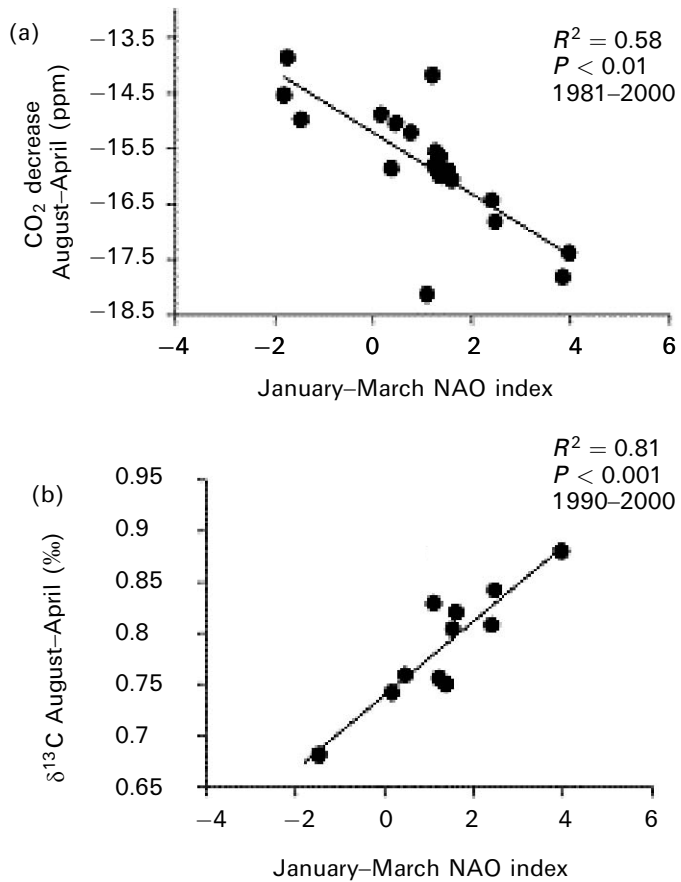 (a)
R² = 0.58
P < 0.01
1981–2000
CO₂ decrease
August–April (ppm)
−13.5
−14.5
−15.5
−16.5
−17.5
−18.5
−4 −2 0 2 4 6
January–March NAO index
(b)
R² = 0.81
P < 0.001
1990–2000
δ¹³C August–April (‰)
0.95
0.9
0.85
0.8
0.75
0.7
0.65
−4 −2 0 2 4 6
January–March NAO index